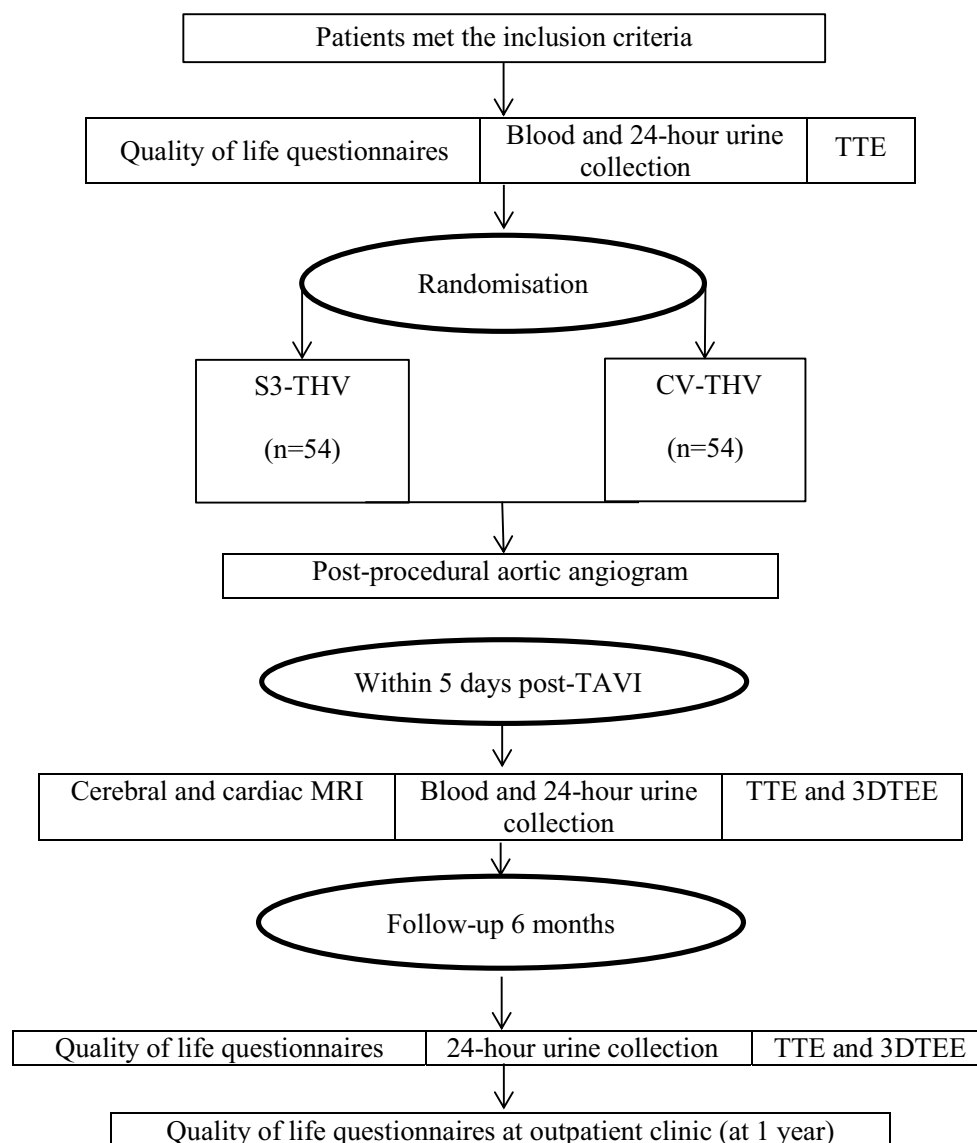 Patients met the inclusion criteria
Quality of life questionnaires
Blood and 24-hour urine
collection
TTE
Randomisation
S3-THV
(n=54)
CV-THV
(n=54)
Post-procedural aortic angiogram
Within 5 days post-TAVI
Cerebral and cardiac MRI
Blood and 24-hour urine
collection
TTE and 3DTEE
Follow-up 6 months
Quality of life questionnaires
24-hour urine collection
TTE and 3DTEE
Quality of life questionnaires at outpatient clinic (at 1 year)